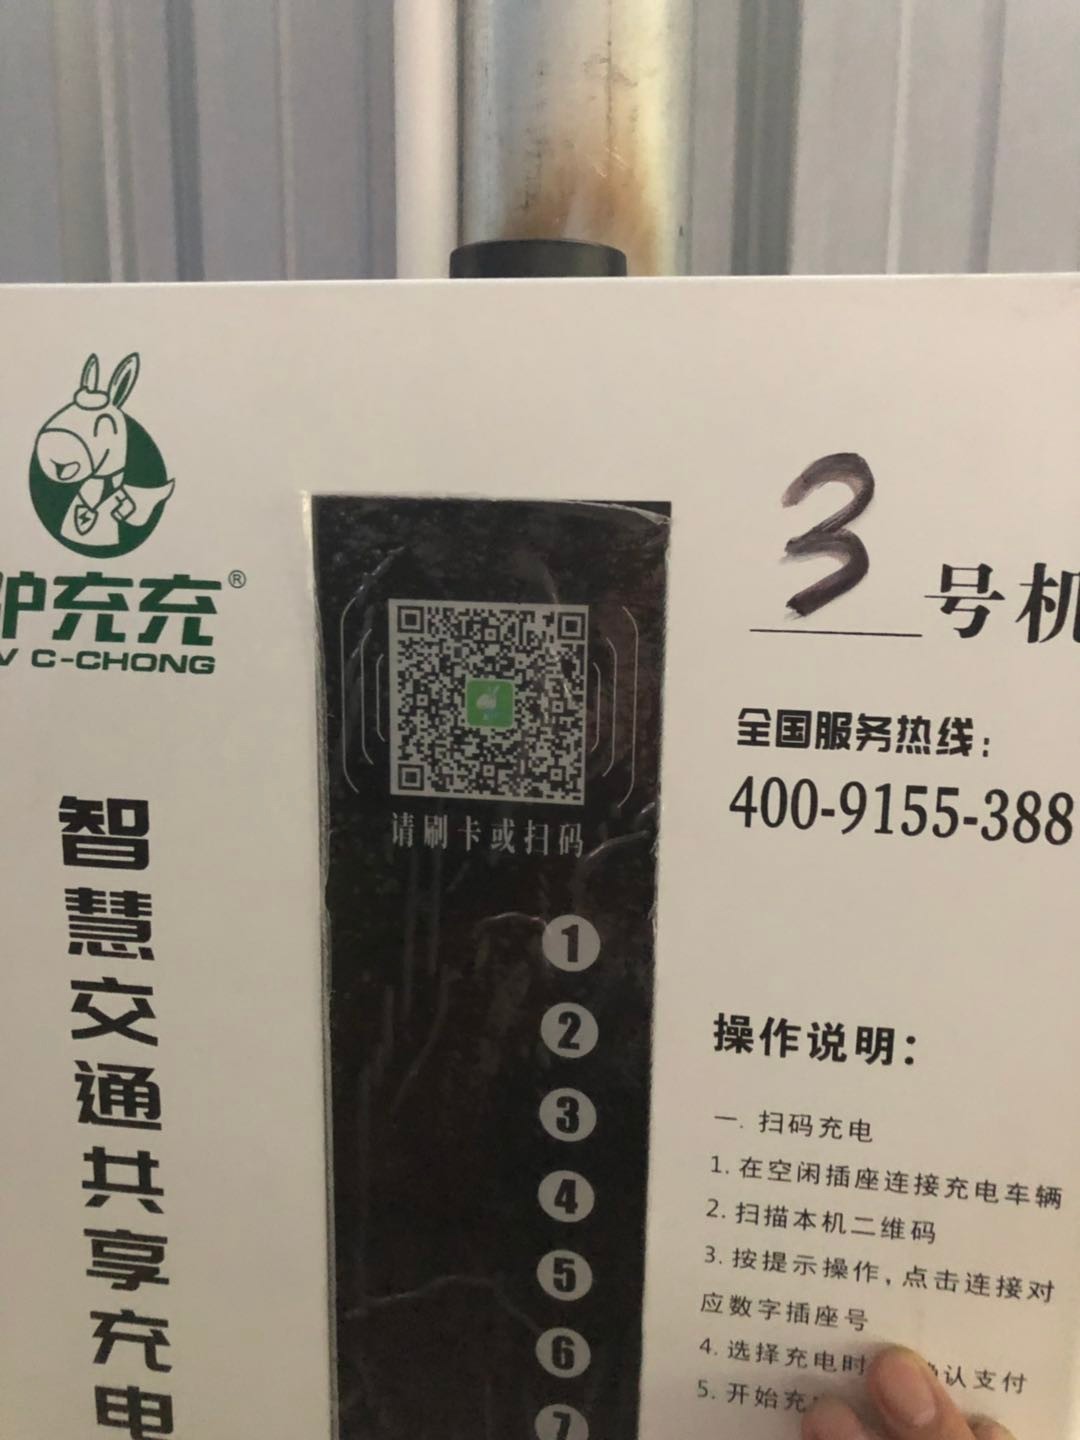 充充®
C-CHONG
智慧交通共享充电
请刷卡或扫码
1
2
3
4
5
6
7
3号机
全国服务热线：
400-9155-388
操作说明：
一. 扫码充电
1. 在空闲插座连接充电车辆
2. 扫描本机二维码
3. 按提示操作，点击连接对
应数字插座号
4. 选择充电时 确认支付
5. 开始充